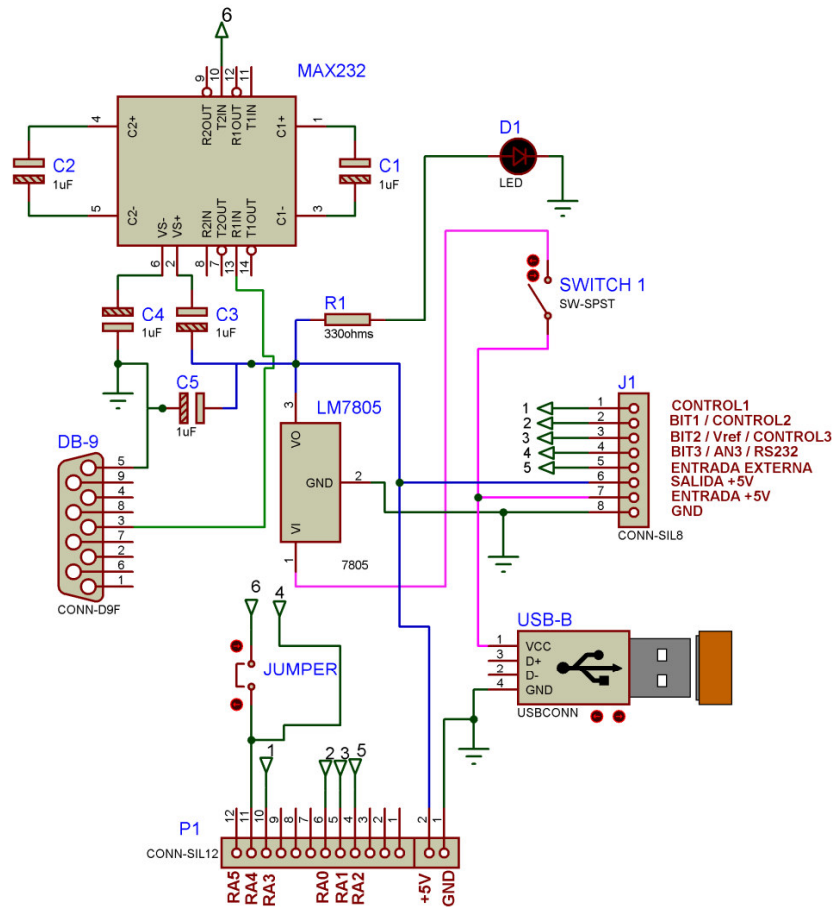 6
MAX232
9 10 12 11
R2OUT T2IN R1OUT T1IN
4 C2+ C1+ 1
C2 1uF
C1 1uF
5 C2- C1- 3
VS- VS+ R2IN T2OUT R1IN T1OUT
6 2 8 7 13 14
D1
LED
C4 1uF
C3 1uF
R1
330ohms
SWITCH 1
SW-SPST
C5
1uF
LM7805
3
VO
GND 2
VI
1
7805
DB-9
5
9
4
8
3
7
2
6
1
CONN-D9F
J1
1 1 CONTROL1
2 2 BIT1 / CONTROL2
3 3 BIT2 / Vref / CONTROL3
4 4 BIT3 / AN3 / RS232
5 5 ENTRADA EXTERNA
6 SALIDA +5V
7 ENTRADA +5V
8 GND
CONN-SIL8
6 4
JUMPER
USB-B
1 VCC
3 D+
2 D-
4 GND
USBCONN
1 2 3 5
P1
12 11 10 9 8 7 6 5 4 3 2 1 2 1
CONN-SIL12
RA5 RA4 RA3 RA0 RA1 RA2 +5V GND